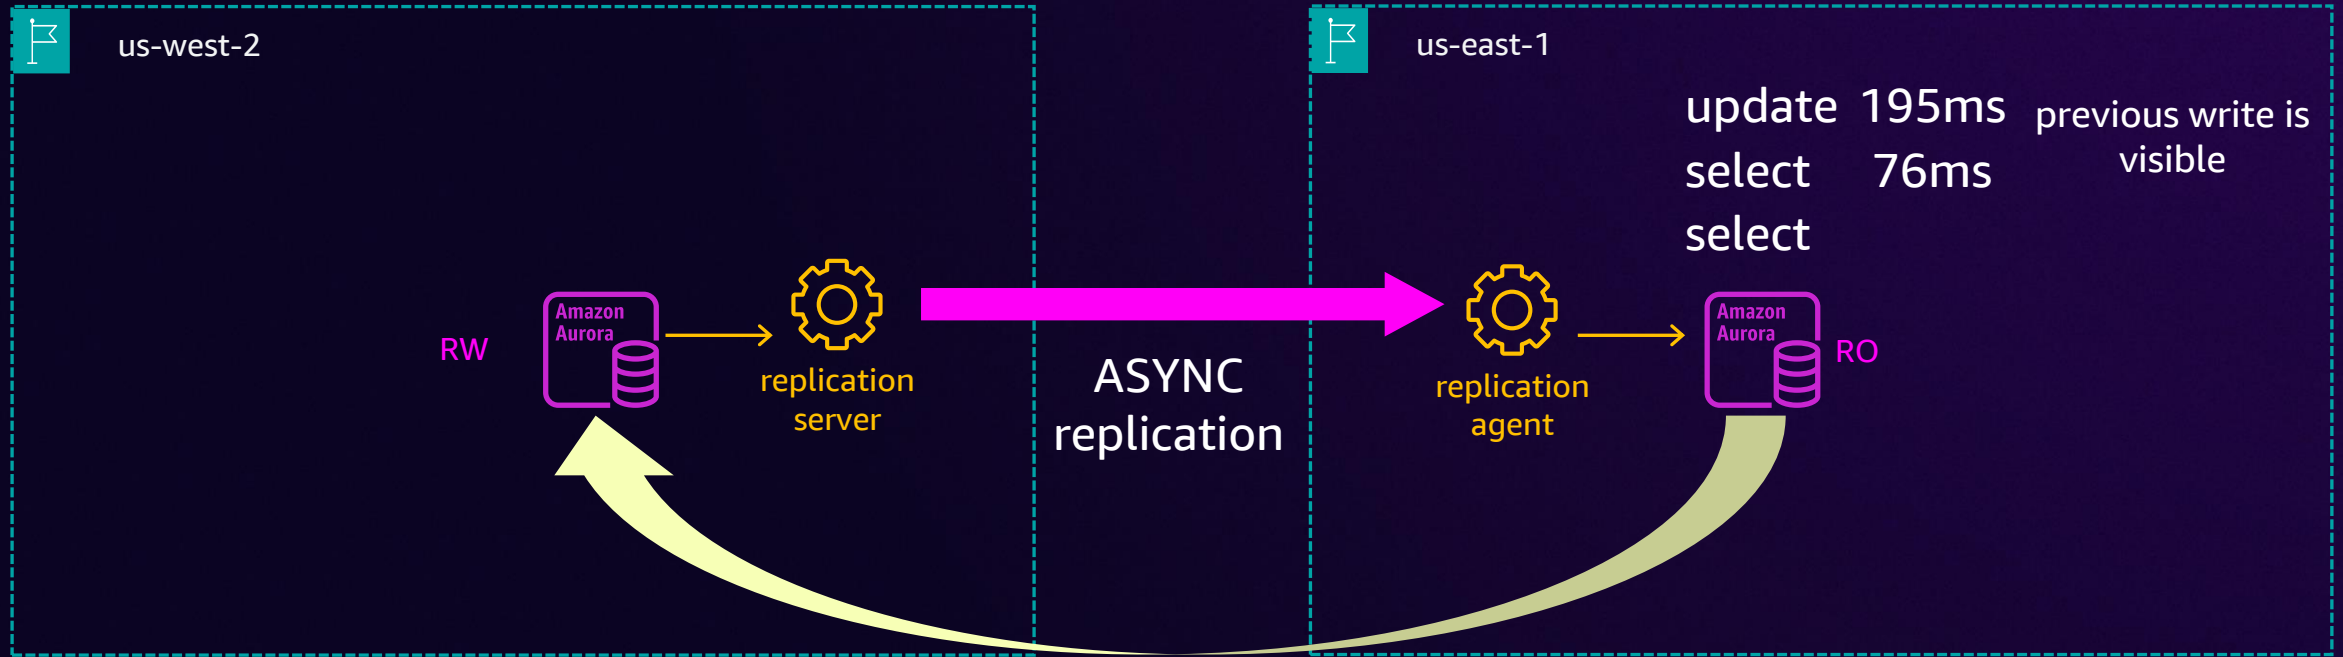 us-west-2
us-east-1
update 195ms
select 76ms
select
previous write is
visible
RW
Amazon
Aurora
replication
server
ASYNC
replication
replication
agent
Amazon
Aurora
RO